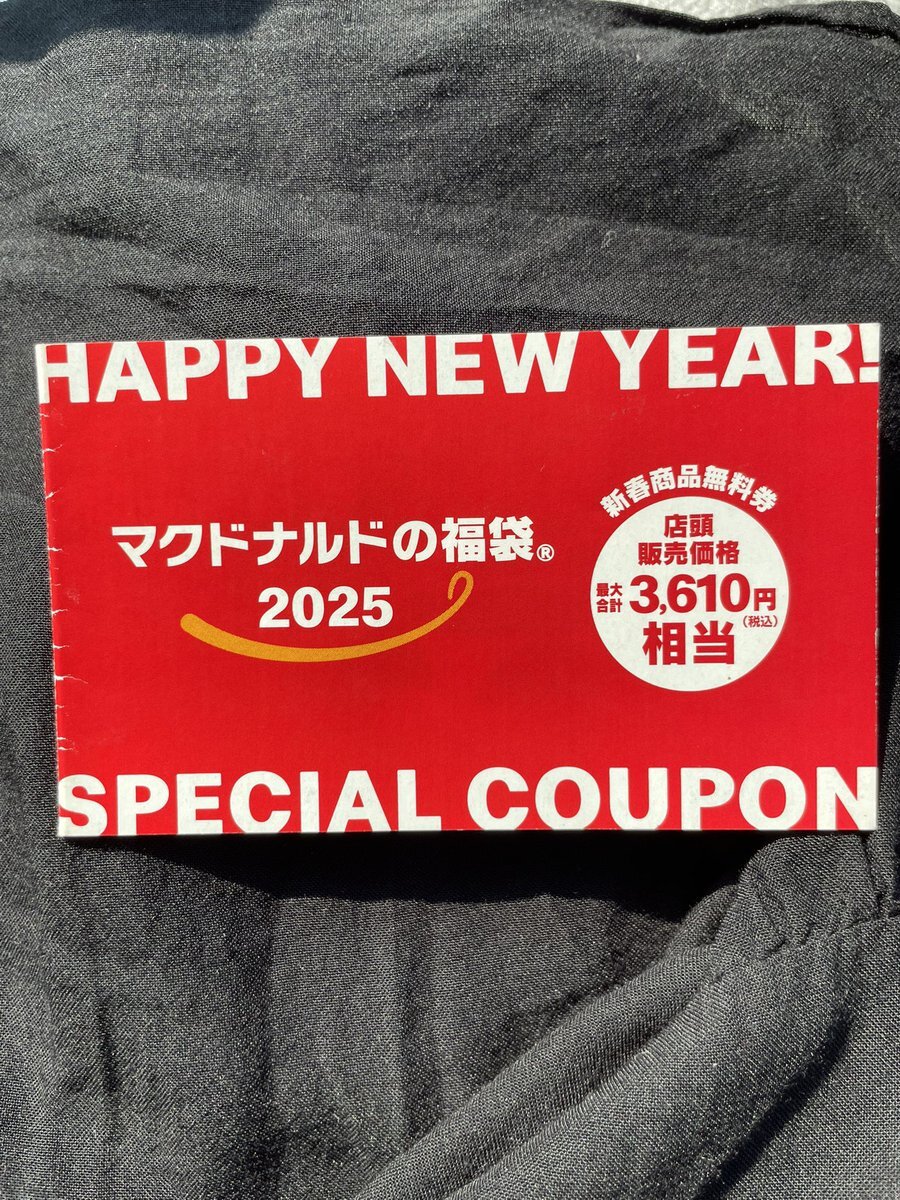 HAPPY NEW YEAR!
マクドナルドの福袋®
2025
新春商品無料券
店頭
販売価格
最大
合計
3,610円
(税込)
相当
SPECIAL COUPON